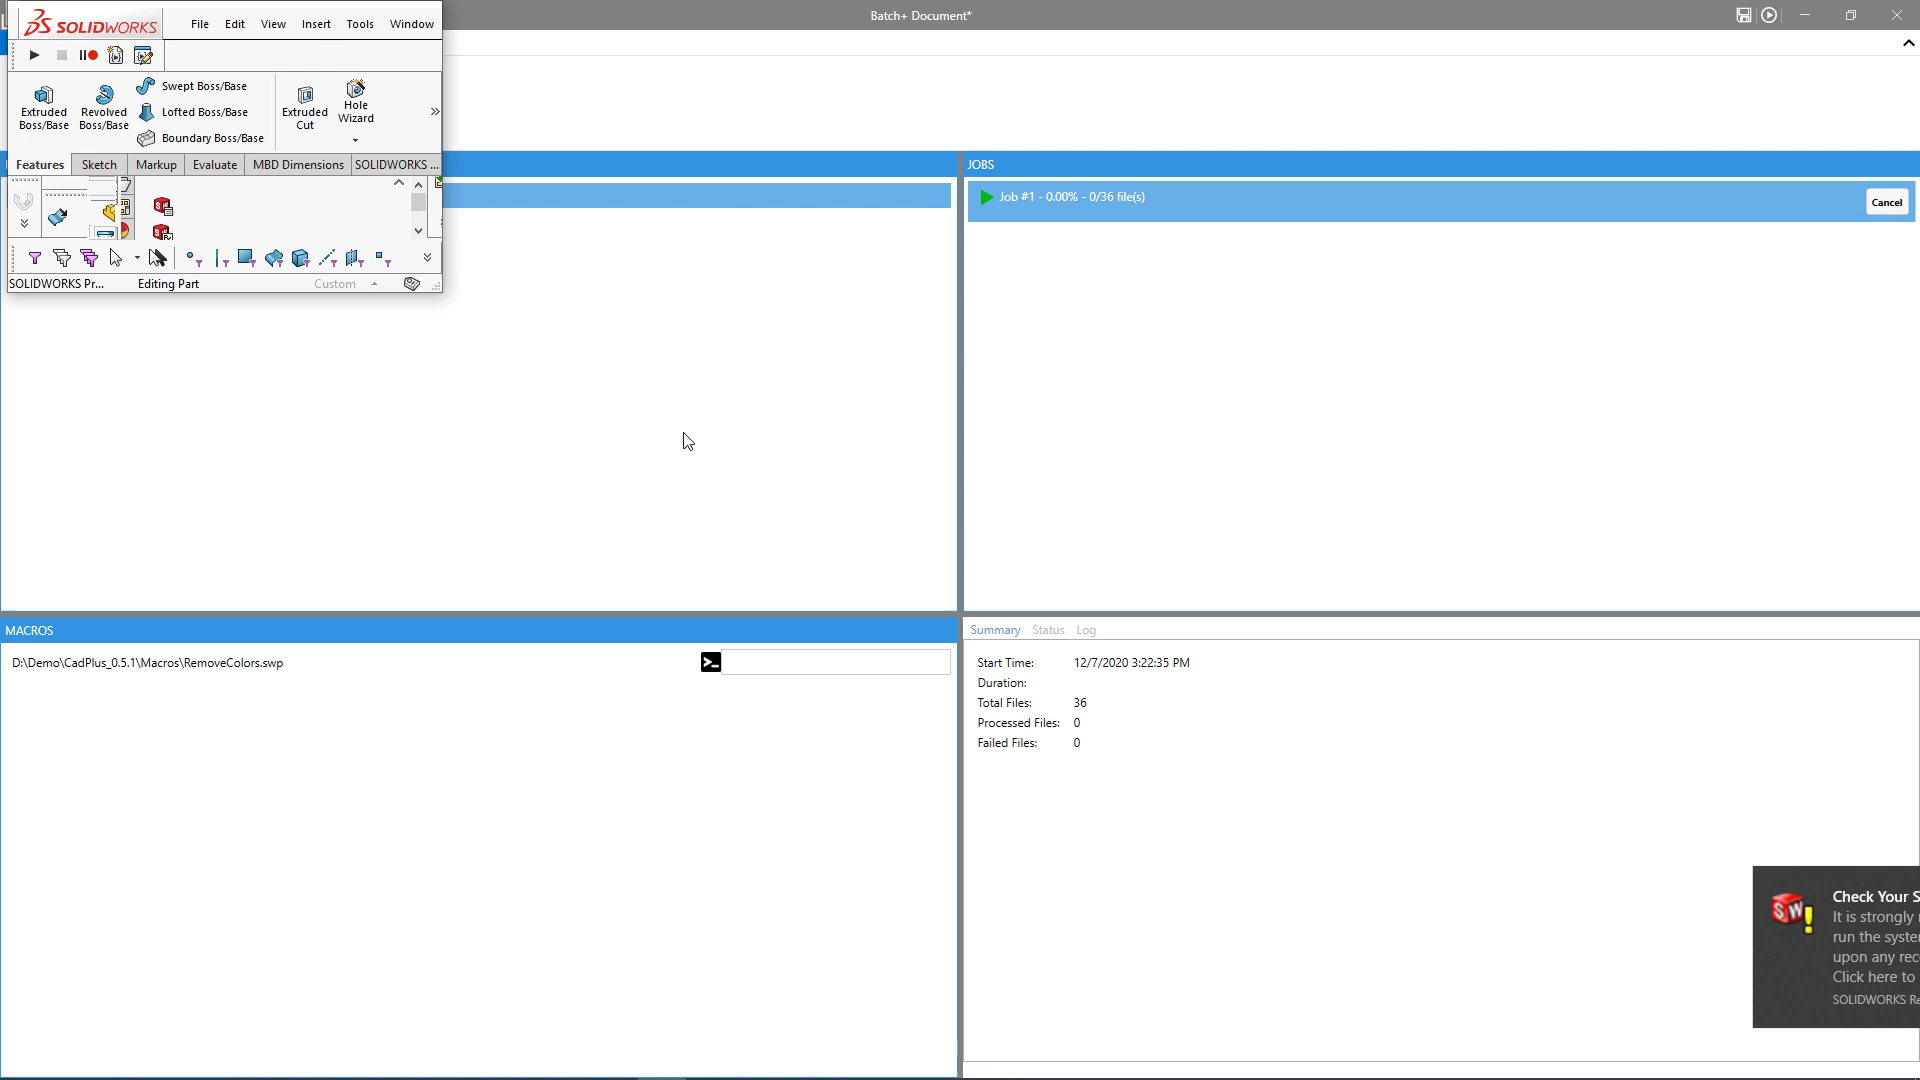 SOLIDWORKS
File Edit View Insert Tools Window
Batch+ Document*
Extruded Boss/Base
Revolved Boss/Base
Swept Boss/Base
Lofted Boss/Base
Boundary Boss/Base
Extruded Cut
Hole Wizard
Features Sketch Markup Evaluate MBD Dimensions SOLIDWORKS ...
SOLIDWORKS Pr... Editing Part Custom
JOBS
Job #1 - 0.00% - 0/36 file(s)
Cancel
MACROS
D:\Demo\CadPlus_0.5.1\Macros\RemoveColors.swp
Summary Status Log
Start Time: 12/7/2020 3:22:35 PM
Duration:
Total Files: 36
Processed Files: 0
Failed Files: 0
Check Your S
It is strongly
run the syste
upon any rec
Click here to
SOLIDWORKS Re